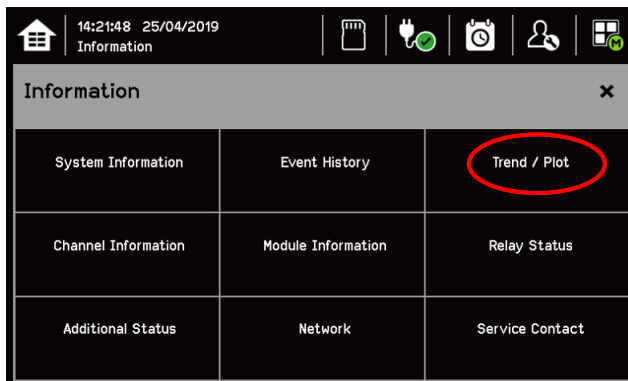 14:21:48 25/04/2019
Information
M
Information
System Information Event History Trend / Plot
Channel Information Module Information Relay Status
Additional Status Network Service Contact